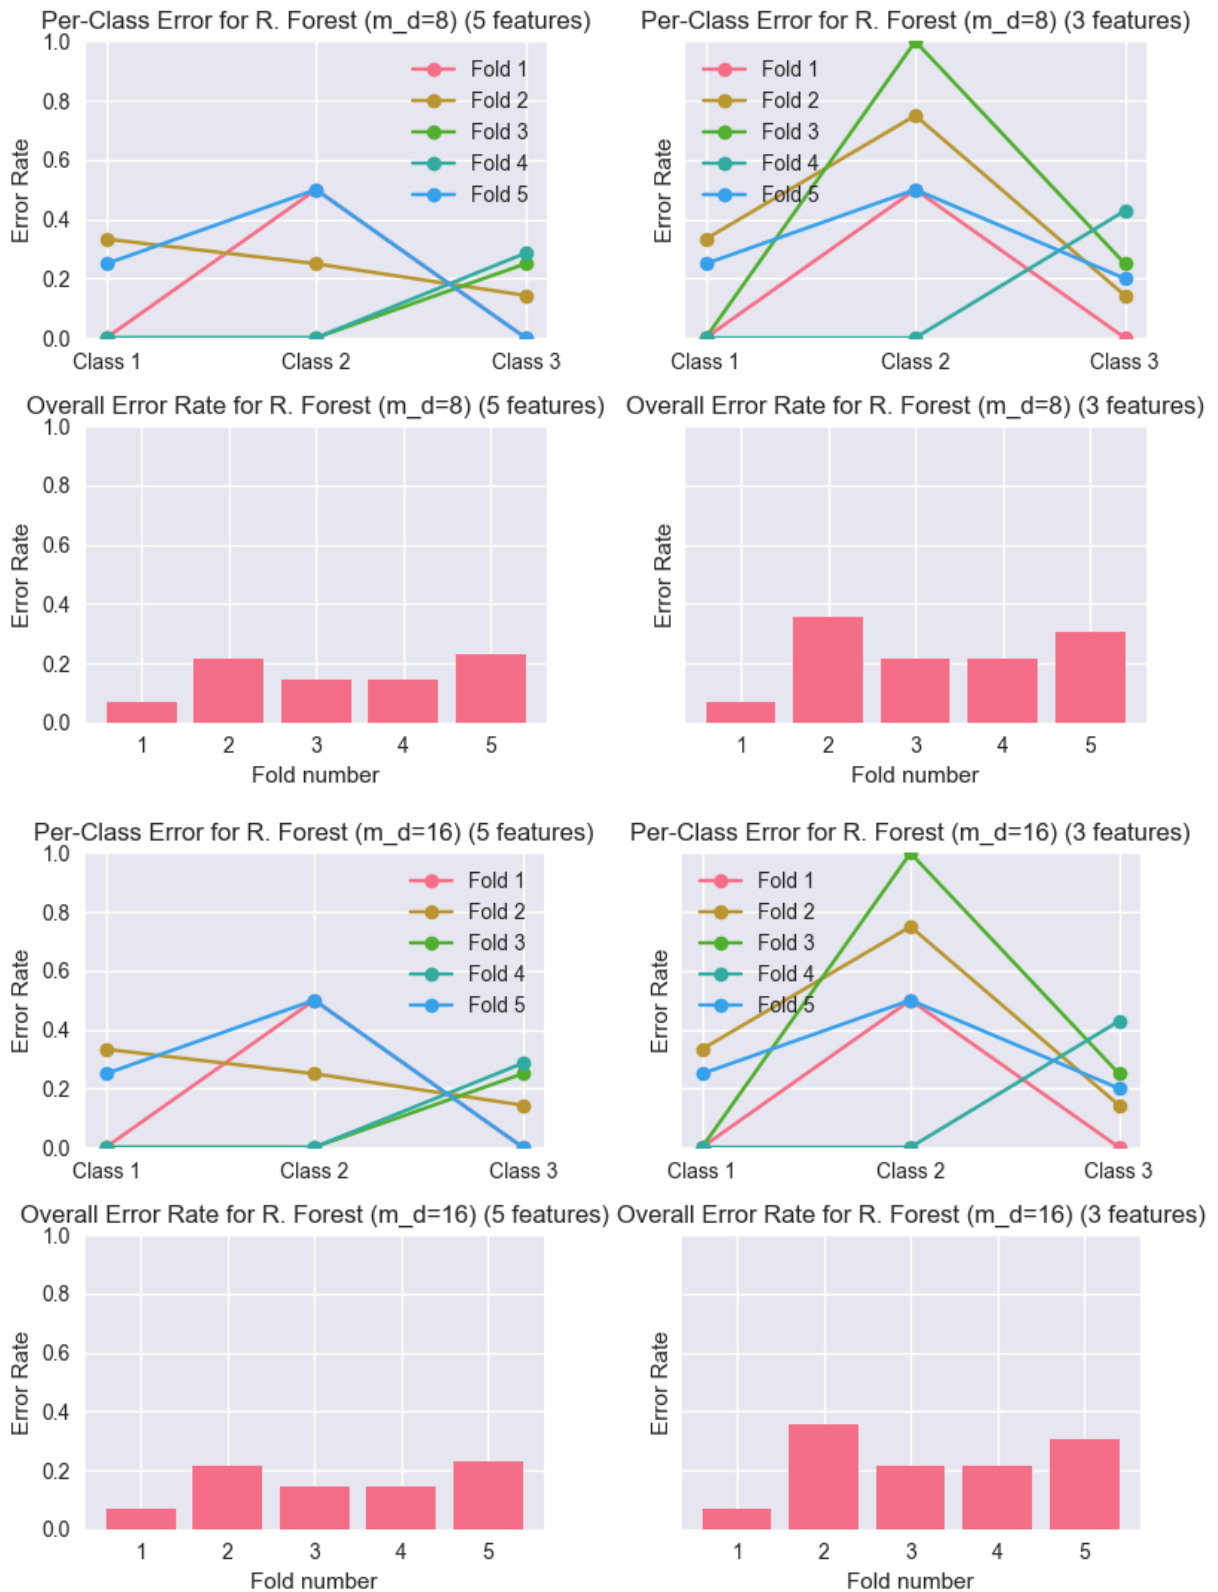 Per-Class Error for R. Forest (m_d=8) (5 features)
Per-Class Error for R. Forest (m_d=8) (3 features)
1.0
0.8
0.6
0.4
0.2
0.0
Error Rate
Fold 1
Fold 2
Fold 3
Fold 4
Fold 5
Class 1
Class 2
Class 3
Error Rate
Fold 1
Fold 2
Fold 3
Fold 4
Fold 5
Class 1
Class 2
Class 3
Overall Error Rate for R. Forest (m_d=8) (5 features)
Overall Error Rate for R. Forest (m_d=8) (3 features)
1.0
0.8
0.6
0.4
0.2
0.0
Error Rate
1
2
3
4
5
Fold number
Error Rate
1
2
3
4
5
Fold number
Per-Class Error for R. Forest (m_d=16) (5 features)
Per-Class Error for R. Forest (m_d=16) (3 features)
1.0
0.8
0.6
0.4
0.2
0.0
Error Rate
Fold 1
Fold 2
Fold 3
Fold 4
Fold 5
Class 1
Class 2
Class 3
Error Rate
Fold 1
Fold 2
Fold 3
Fold 4
Fold 5
Class 1
Class 2
Class 3
Overall Error Rate for R. Forest (m_d=16) (5 features)
Overall Error Rate for R. Forest (m_d=16) (3 features)
1.0
0.8
0.6
0.4
0.2
0.0
Error Rate
1
2
3
4
5
Fold number
Error Rate
1
2
3
4
5
Fold number